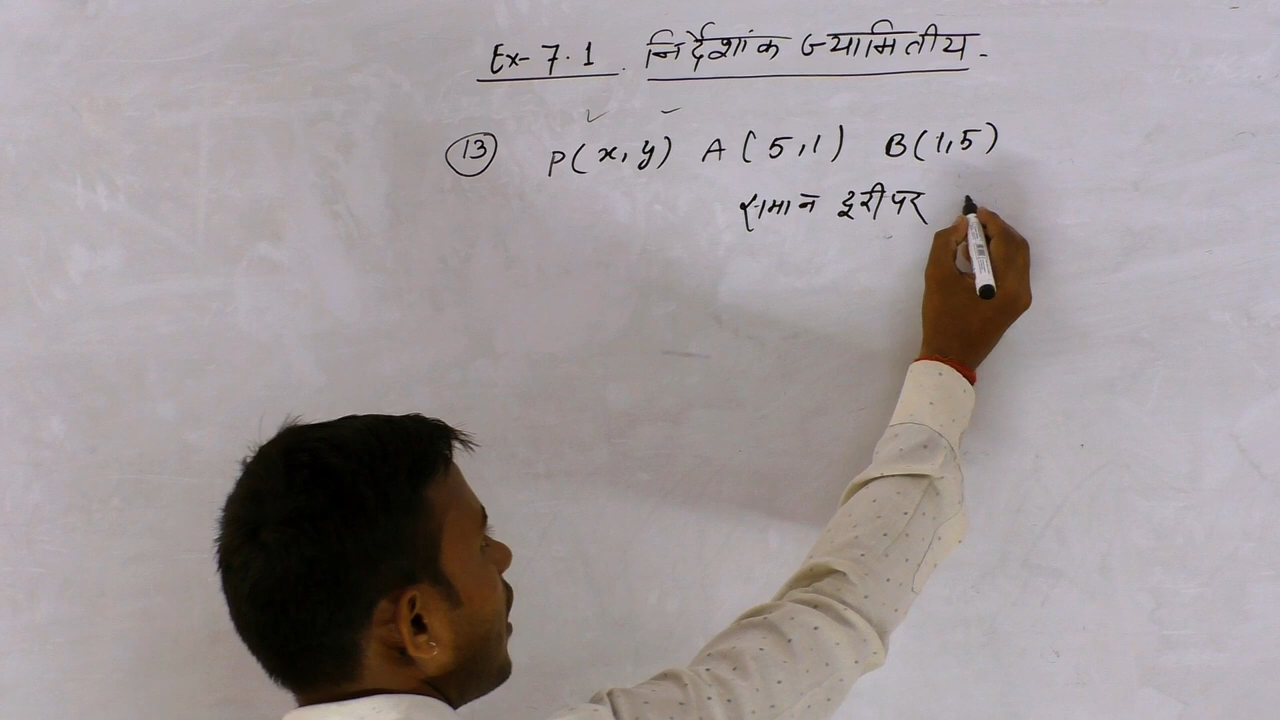 Ex- 7.1 निर्देशांक ज्यामितीय -
13 P(x,y) A(5,1) B(1,5)
समान दूरी पर